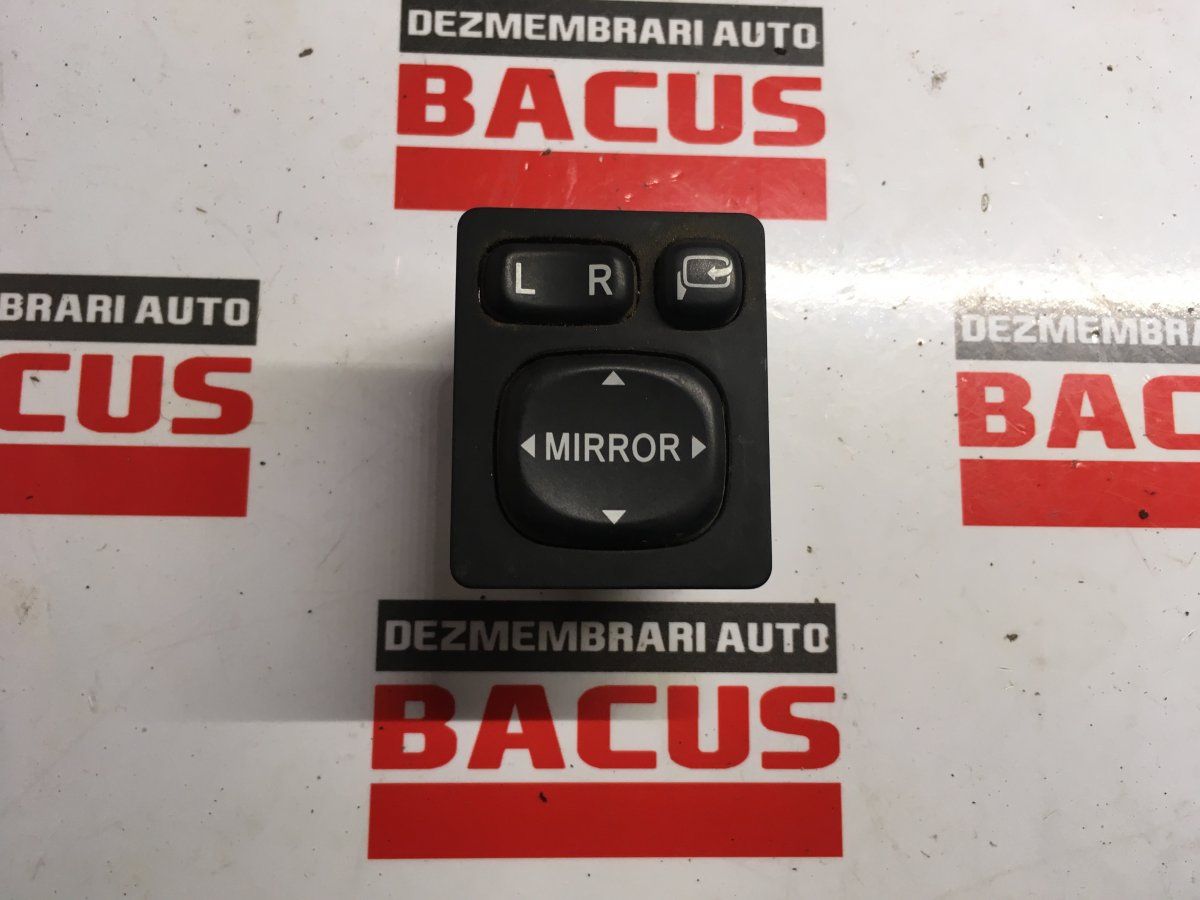 DEZMEMBRARI AUTO
BACUS
L R
MIRROR
BRARI AUTO
CUS
DEZMEMBRA
BAC
DEZMEMBRARI AUTO
BACUS